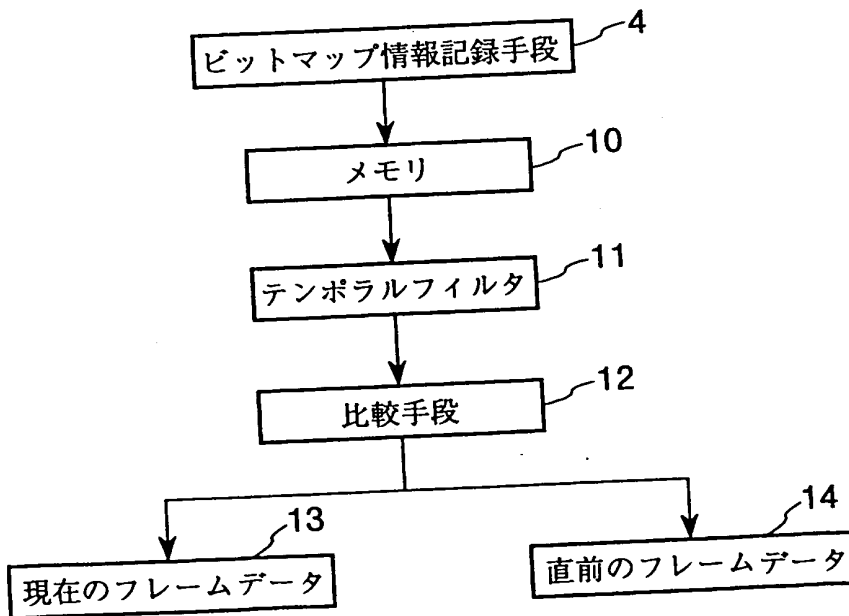 4
ビットマップ情報記録手段
10
メモリ
11
テンポラルフィルタ
12
比較手段
13
現在のフレームデータ
14
直前のフレームデータ